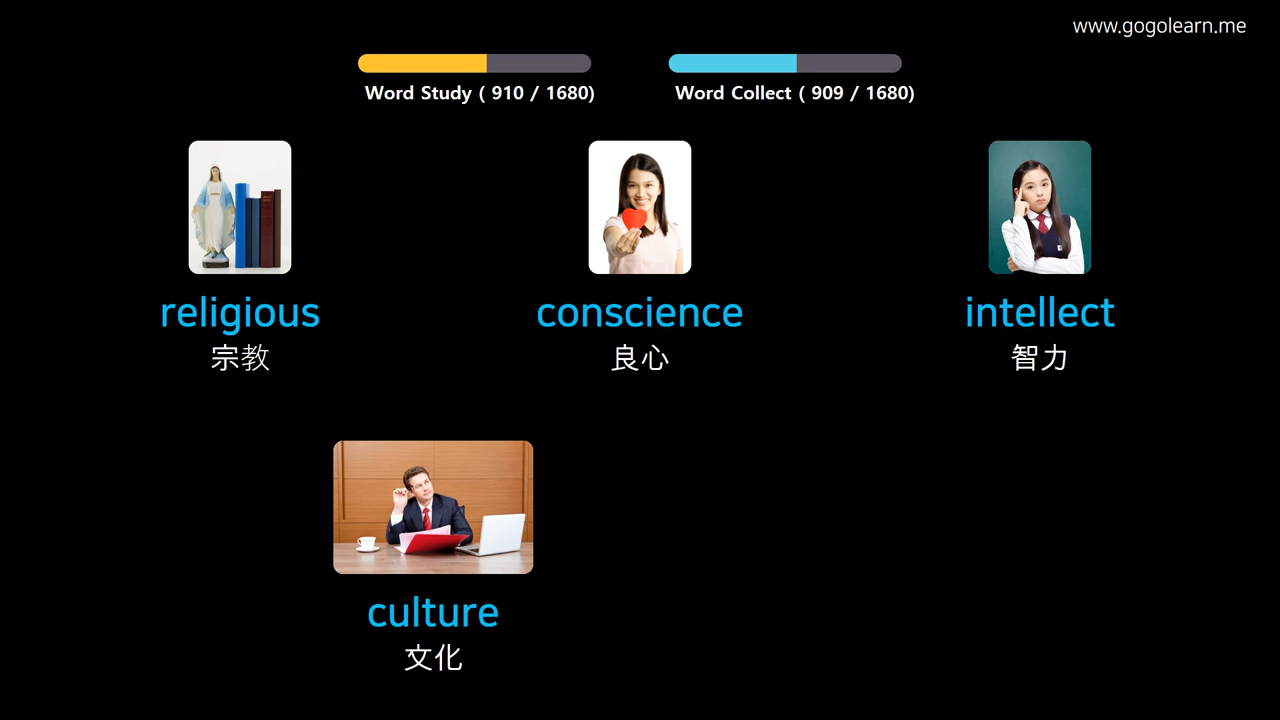 www.gogolearn.me
Word Study ( 910 / 1680)
Word Collect ( 909 / 1680)
religious
宗教
conscience
良心
intellect
智力
culture
文化